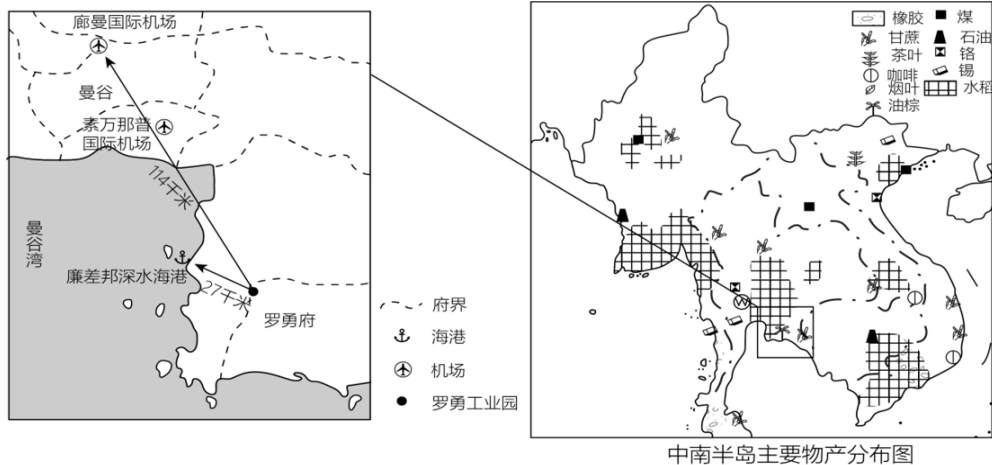 廊曼国际机场
曼谷
素万那普
国际机场
114千米
曼谷湾
廉差邦深水海港
27千米
罗勇府
府界
海港
机场
罗勇工业园
橡胶
煤
甘蔗
石油
茶叶
铬
咖啡
锡
烟叶
水稻
油棕
W
中南半岛主要物产分布图